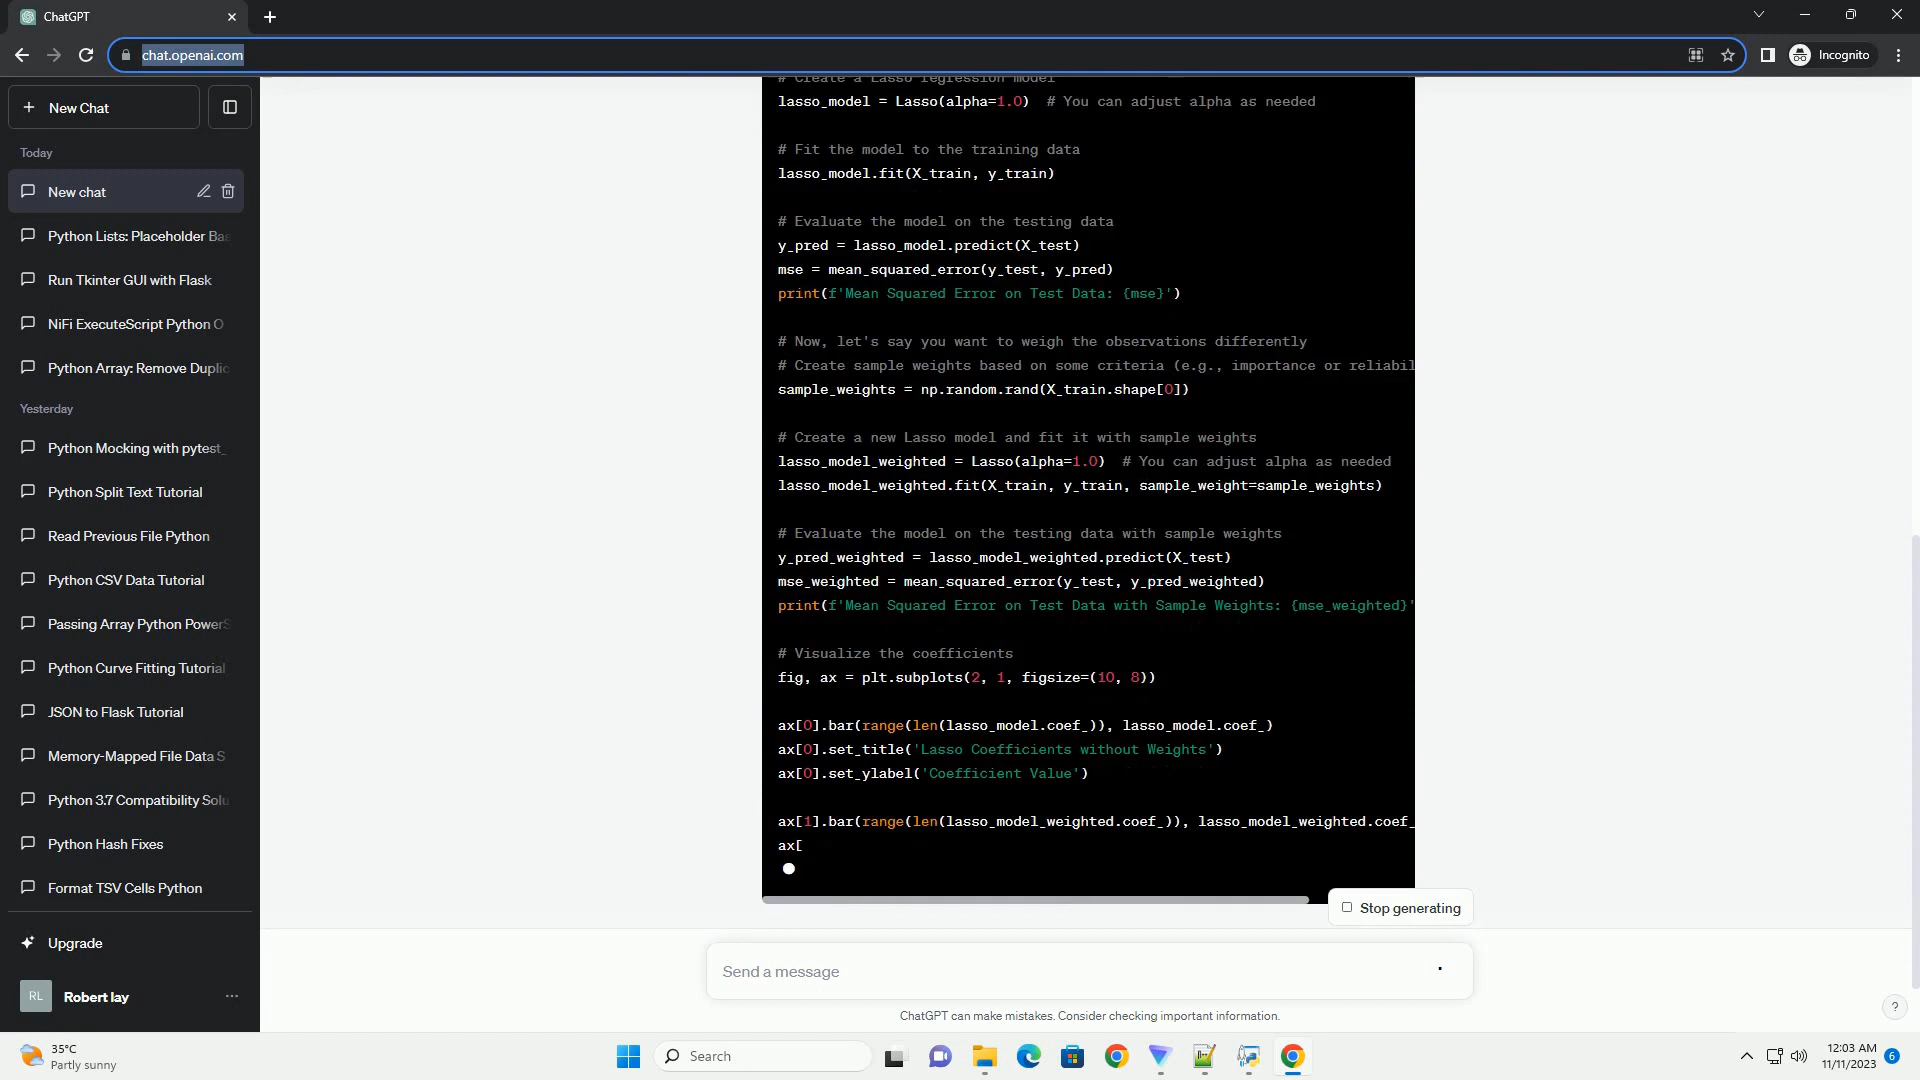 ChatGPT
chat.openai.com
Incognito
New Chat
Today
New chat
Python Lists: Placeholder Bas
Run Tkinter GUI with Flask
NiFi ExecuteScript Python O
Python Array: Remove Duplic
Yesterday
Python Mocking with pytest_
Python Split Text Tutorial
Read Previous File Python
Python CSV Data Tutorial
Passing Array Python PowerS
Python Curve Fitting Tutorial
JSON to Flask Tutorial
Memory-Mapped File Data S
Python 3.7 Compatibility Solu
Python Hash Fixes
Format TSV Cells Python
Upgrade
RL
Robert lay
# Create a Lasso regression model
lasso_model = Lasso(alpha=1.0)  # You can adjust alpha as needed
# Fit the model to the training data
lasso_model.fit(X_train, y_train)
# Evaluate the model on the testing data
y_pred = lasso_model.predict(X_test)
mse = mean_squared_error(y_test, y_pred)
print(f'Mean Squared Error on Test Data: {mse}')
# Now, let's say you want to weigh the observations differently
# Create sample weights based on some criteria (e.g., importance or reliabil
sample_weights = np.random.rand(X_train.shape[0])
# Create a new Lasso model and fit it with sample weights
lasso_model_weighted = Lasso(alpha=1.0)  # You can adjust alpha as needed
lasso_model_weighted.fit(X_train, y_train, sample_weight=sample_weights)
# Evaluate the model on the testing data with sample weights
y_pred_weighted = lasso_model_weighted.predict(X_test)
mse_weighted = mean_squared_error(y_test, y_pred_weighted)
print(f'Mean Squared Error on Test Data with Sample Weights: {mse_weighted}'
# Visualize the coefficients
fig, ax = plt.subplots(2, 1, figsize=(10, 8))
ax[0].bar(range(len(lasso_model.coef_)), lasso_model.coef_)
ax[0].set_title('Lasso Coefficients without Weights')
ax[0].set_ylabel('Coefficient Value')
ax[1].bar(range(len(lasso_model_weighted.coef_)), lasso_model_weighted.coef_
ax[
Stop generating
Send a message
ChatGPT can make mistakes. Consider checking important information.
?
35°C
Partly sunny
Search
12:03 AM
11/11/2023
6